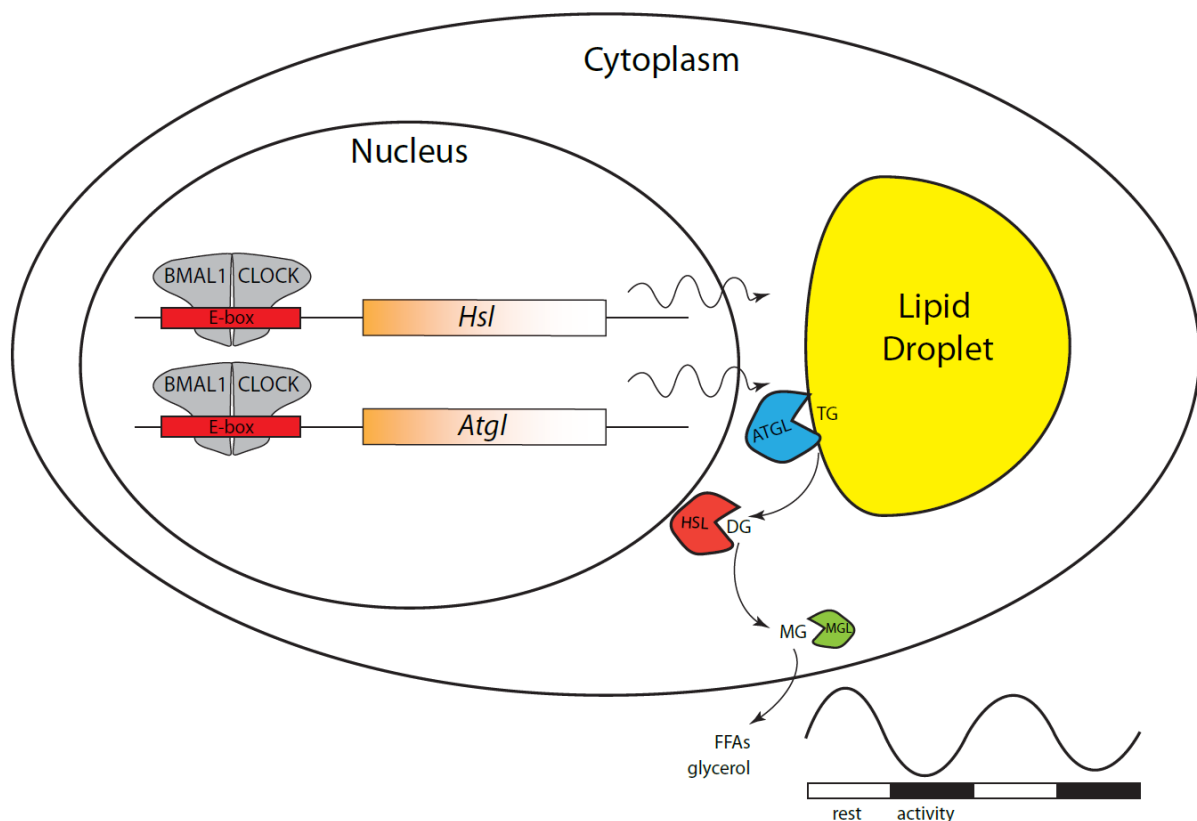 Cytoplasm
Nucleus
BMAL1 CLOCK
E-box
Hsl
BMAL1 CLOCK
E-box
Atgl
Lipid
Droplet
ATGL
TG
HSL
DG
MG
MGL
FFAs
glycerol
rest activity